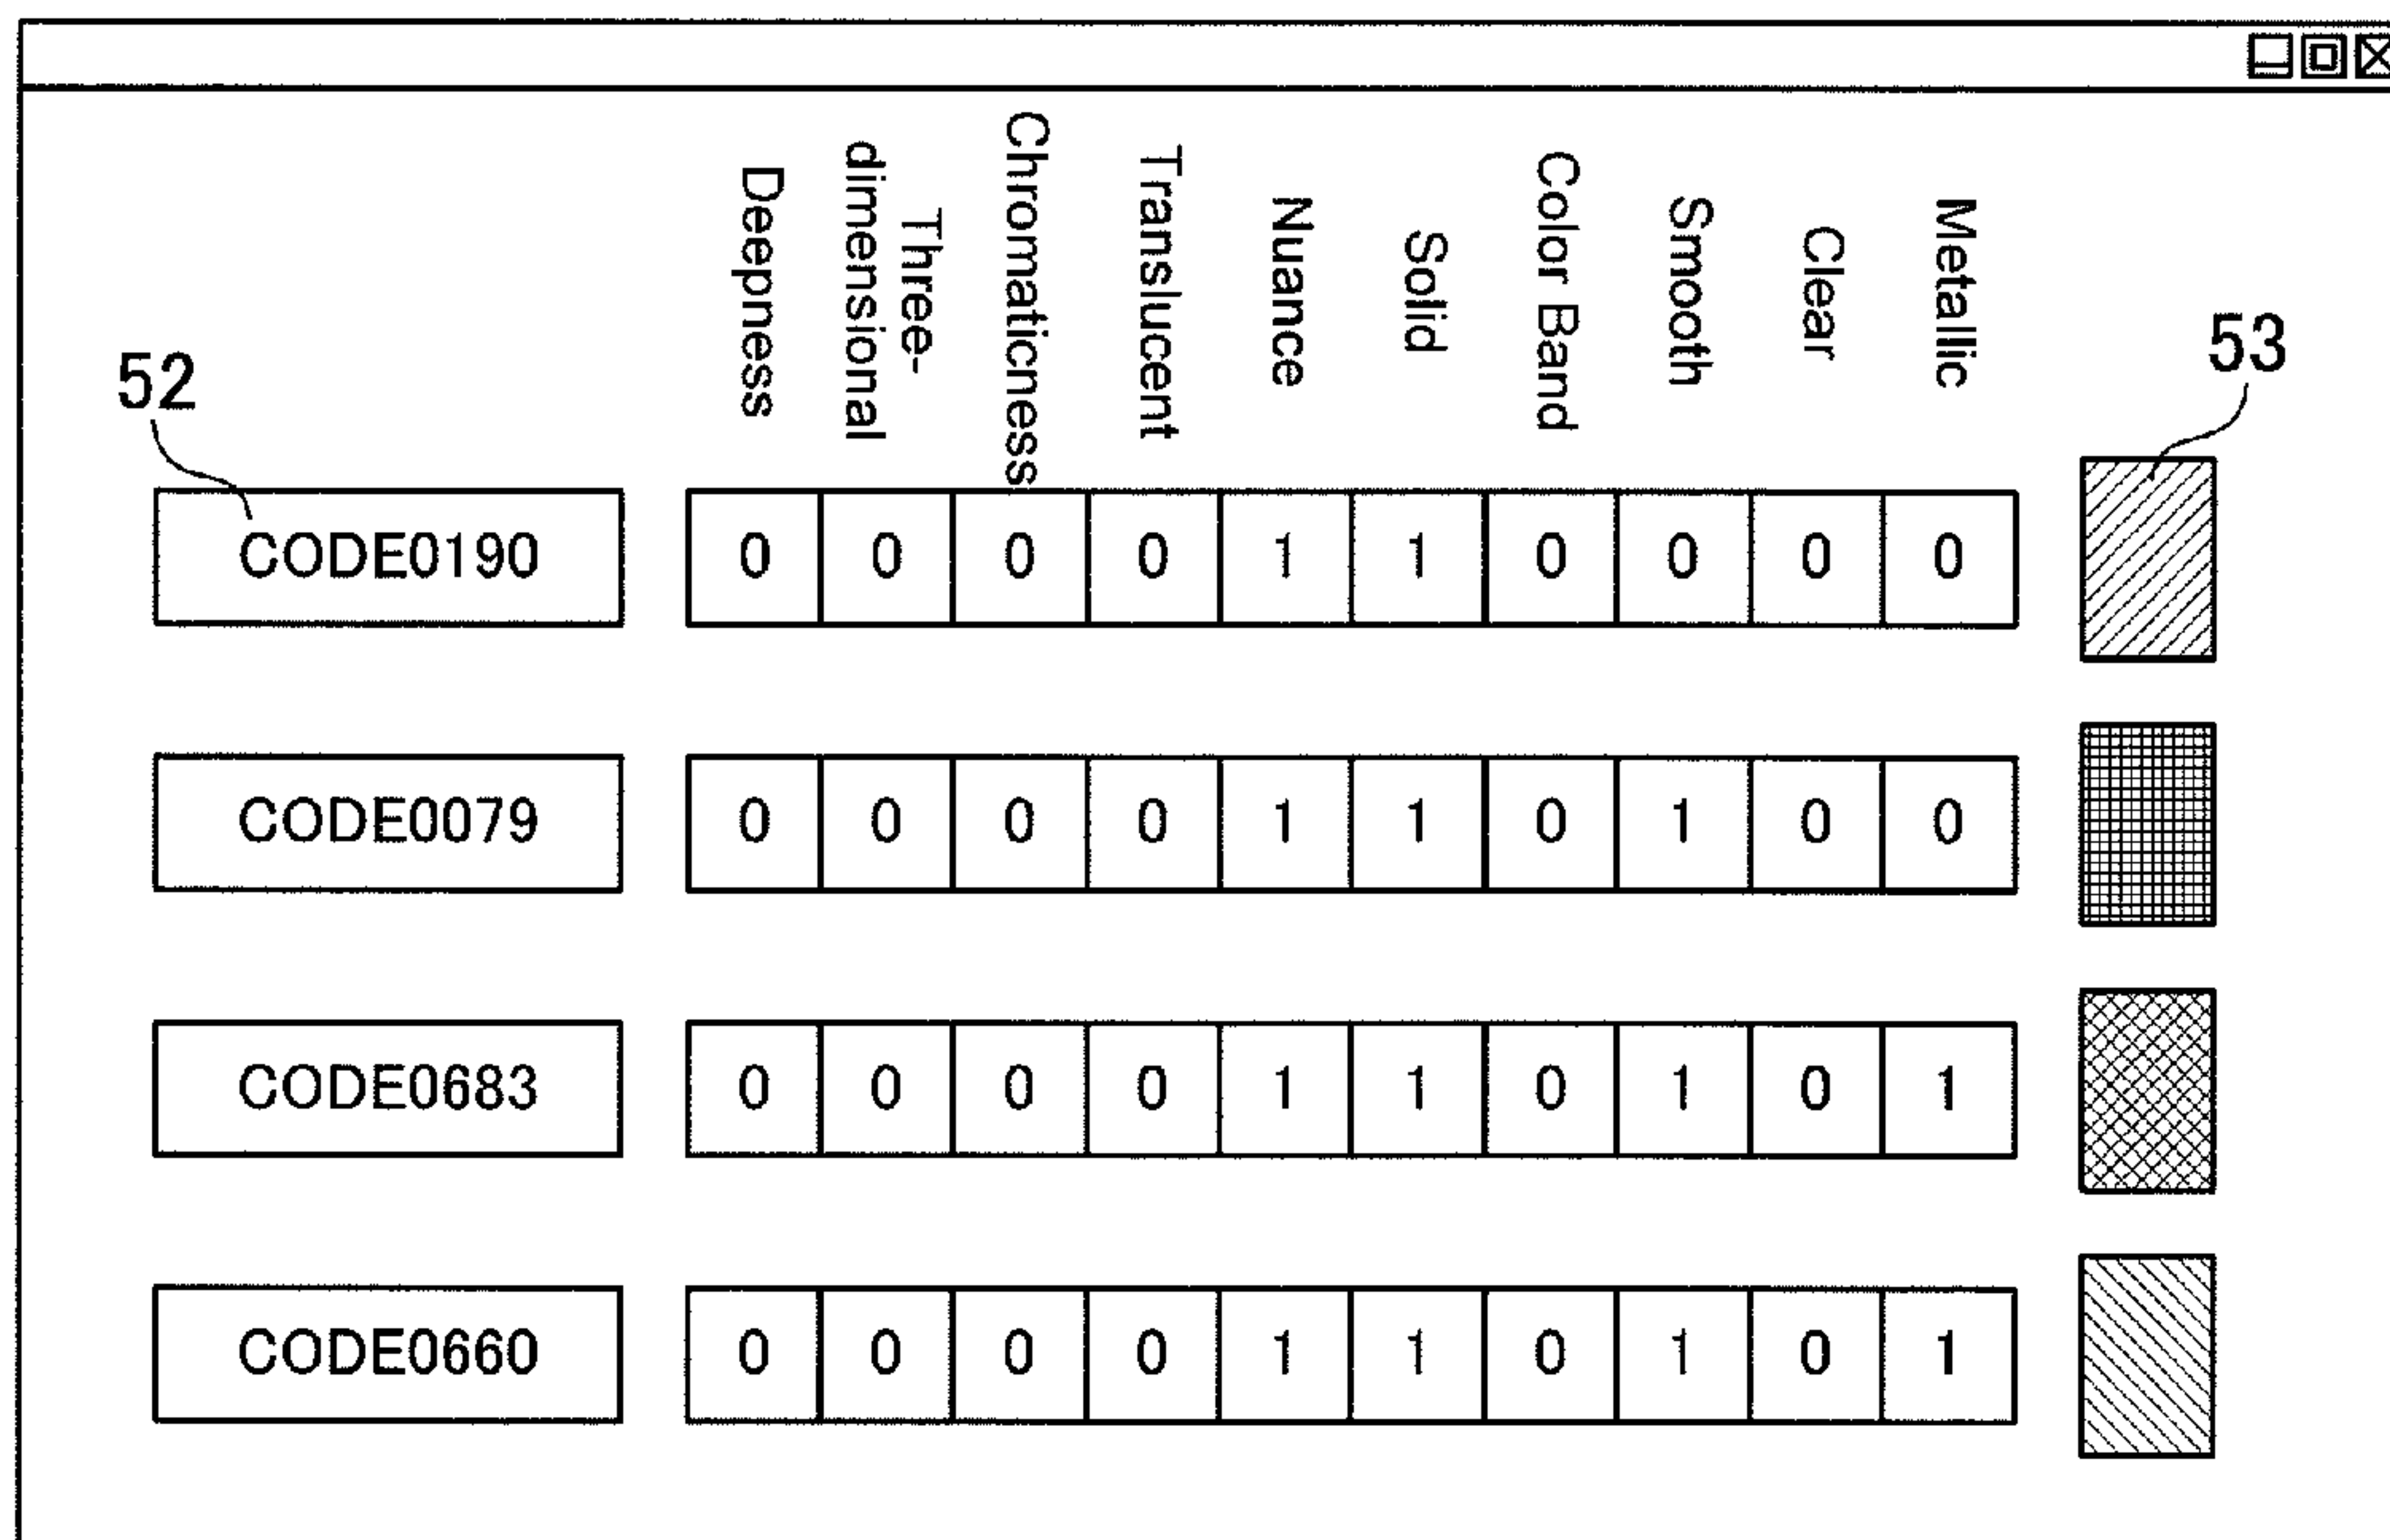 Deepness
Three-
dimensional
Chromaticness
Translucent
Nuance
Solid
Color Band
Smooth
Clear
Metallic
52
53
CODE0190 0 0 0 0 1 1 0 0 0 0
CODE0079 0 0 0 0 1 1 0 1 0 0
CODE0683 0 0 0 0 1 1 0 1 0 1
CODE0660 0 0 0 0 1 1 0 1 0 1